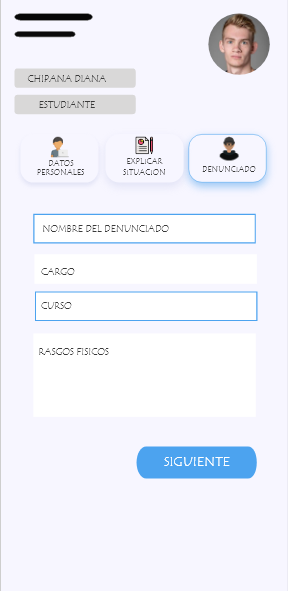 CHIPANA DIANA
ESTUDIANTE
DATOS
PERSONALES
EXPLICAR
SITUACION
DENUNCIADO
NOMBRE DEL DENUNCIADO
CARGO
CURSO
RASGOS FISICOS
SIGUIENTE